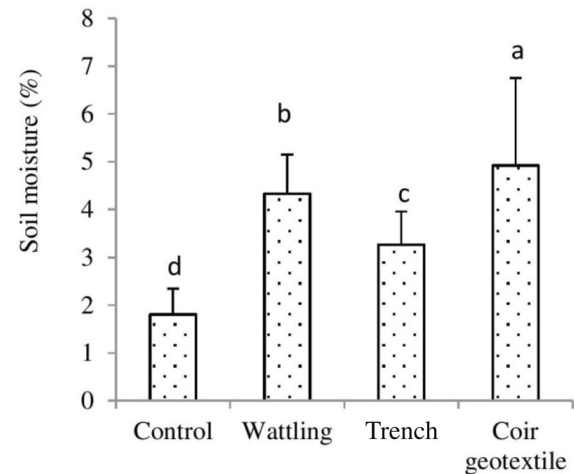 Soil moisture (%)
8
7
6
5
4
3
2
1
0
d
b
c
a
Control
Wattling
Trench
Coir
geotextile